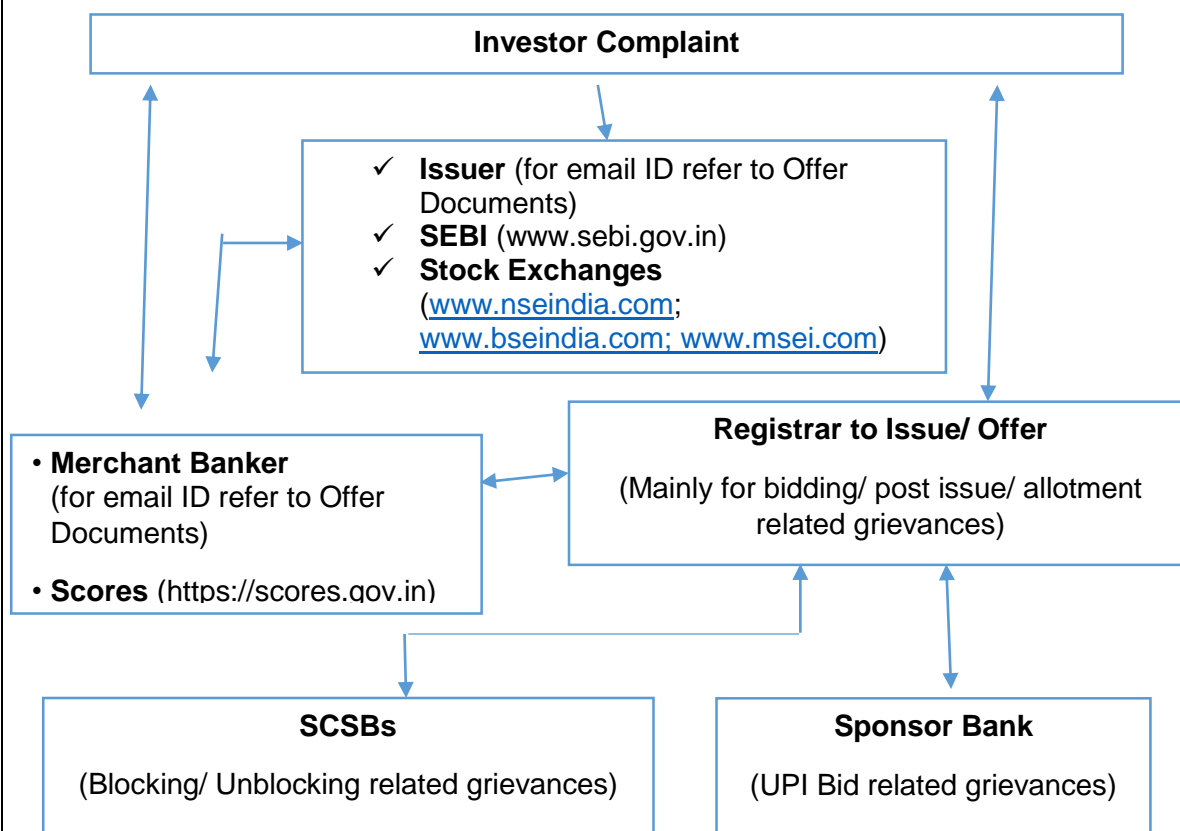 Investor Complaint
✓ Issuer (for email ID refer to Offer
Documents)
✓ SEBI (www.sebi.gov.in)
✓ Stock Exchanges
(www.nseindia.com;
www.bseindia.com; www.msei.com)
• Merchant Banker
(for email ID refer to Offer
Documents)
• Scores (https://scores.gov.in)
Registrar to Issue/ Offer
(Mainly for bidding/ post issue/ allotment
related grievances)
SCSBs
(Blocking/ Unblocking related grievances)
Sponsor Bank
(UPI Bid related grievances)